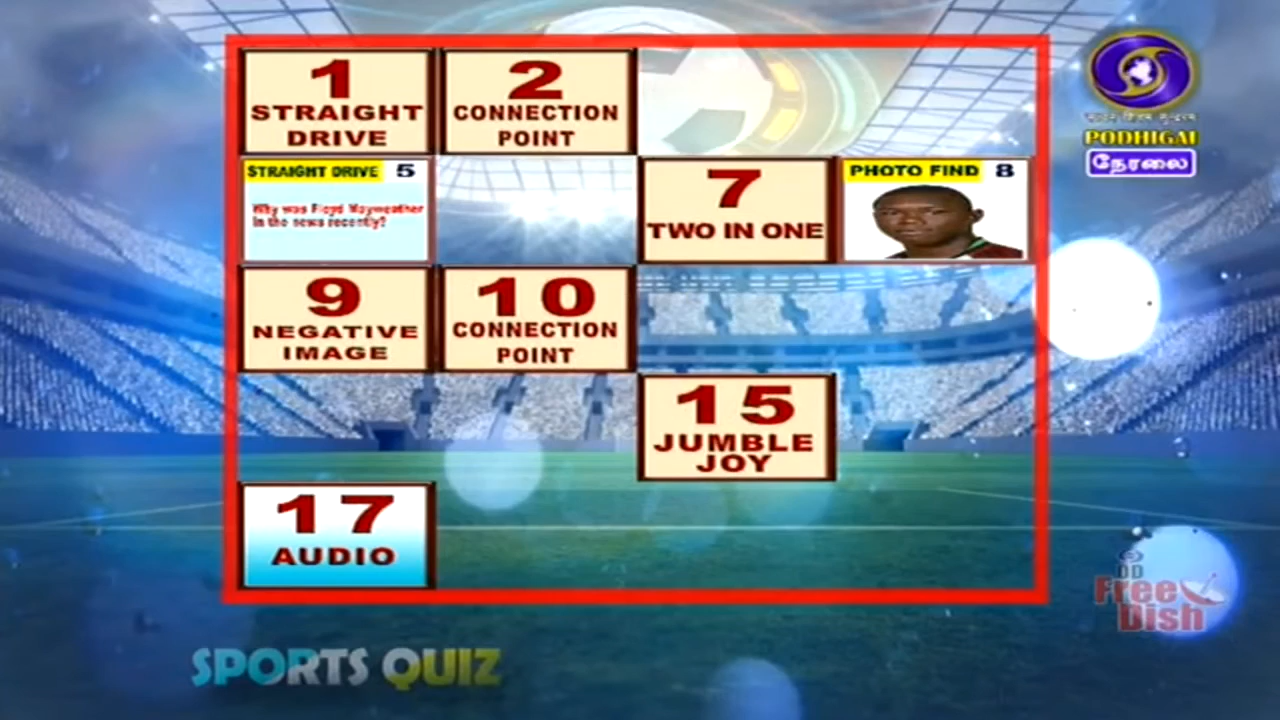 1
STRAIGHT
DRIVE
2
CONNECTION
POINT
STRAIGHT DRIVE 5
Why was Floyd Mayweather
in the news recently?
7
TWO IN ONE
PHOTO FIND 8
9
NEGATIVE
IMAGE
10
CONNECTION
POINT
15
JUMBLE
JOY
17
AUDIO
PODHIGAI
நேரலை
DD
Free
Dish
SPORTS QUIZ